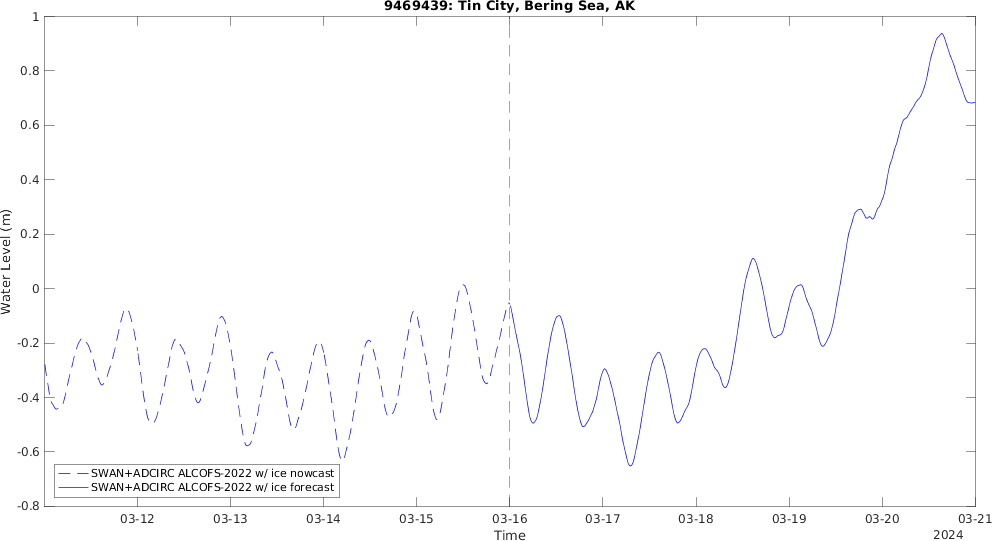 9469439: Tin City, Bering Sea, AK
Water Level (m)
1
0.8
0.6
0.4
0.2
0
-0.2
-0.4
-0.6
-0.8
SWAN+ADCIRC ALCOFS-2022 w/ ice nowcast
SWAN+ADCIRC ALCOFS-2022 w/ ice forecast
03-12 03-13 03-14 03-15 03-16 03-17 03-18 03-19 03-20 03-21
Time
2024